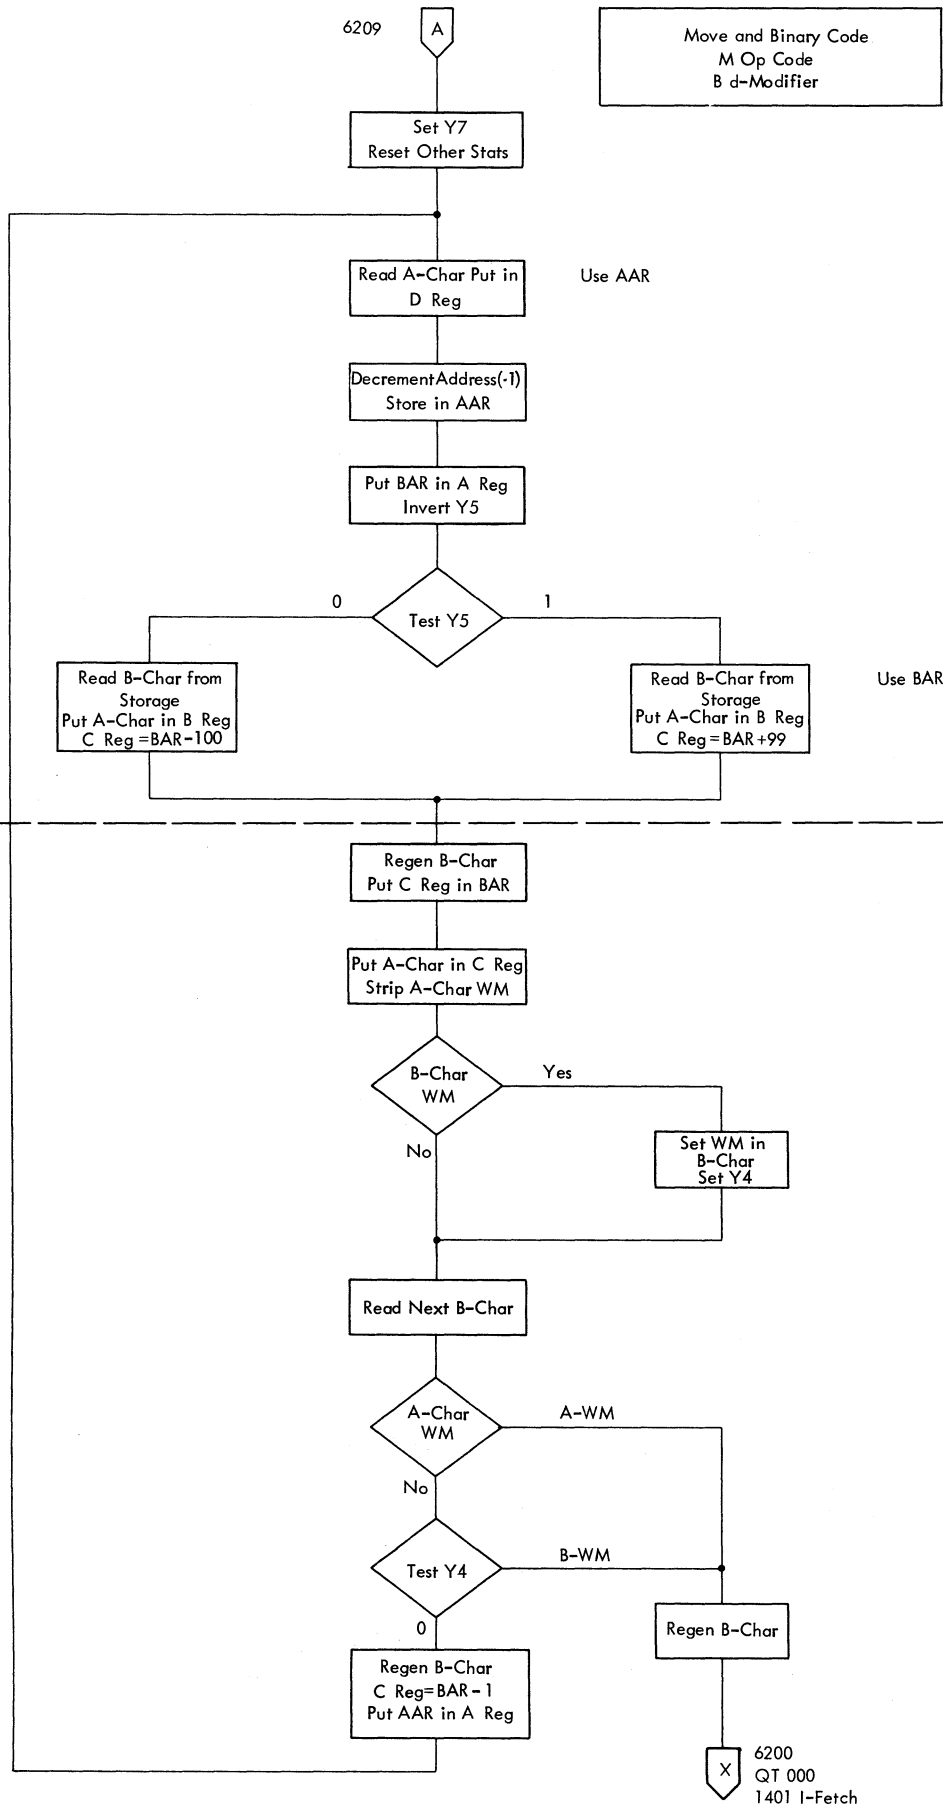 6209
A
Move and Binary Code
M Op Code
B d-Modifier
Set Y7
Reset Other Stats
Read A-Char Put in
D Reg
Use AAR
DecrementAddress(-1)
Store in AAR
Put BAR in A Reg
Invert Y5
0
Test Y5
1
Read B-Char from
Storage
Put A-Char in B Reg
C Reg =BAR-100
Read B-Char from
Storage
Put A-Char in B Reg
C Reg=BAR+99
Use BAR
Regen B-Char
Put C Reg in BAR
Put A-Char in C Reg
Strip A-Char WM
B-Char
WM
Yes
No
Set WM in
B-Char
Set Y4
Read Next B-Char
A-Char
WM
A-WM
No
Test Y4
B-WM
0
Regen B-Char
Regen B-Char
C Reg=BAR-1
Put AAR in A Reg
X
6200
QT 000
1401 I-Fetch